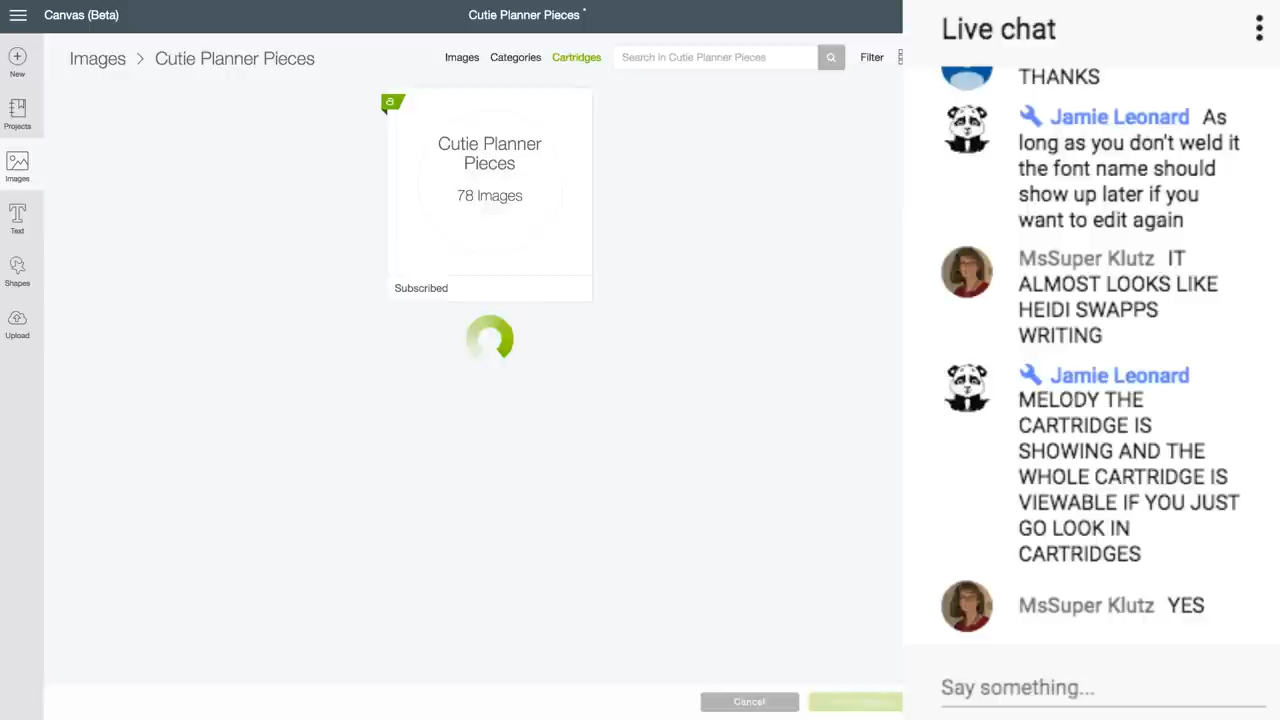 Canvas (Beta)
Cutie Planner Pieces *
New
Projects
Images
Text
Shapes
Upload
Images > Cutie Planner Pieces
Images Categories Cartridges
Search in Cutie Planner Pieces
Filter
a
Cutie Planner
Pieces
78 Images
Subscribed
Cancel
Live chat
THANKS
Jamie Leonard As
long as you don't weld it
the font name should
show up later if you
want to edit again
MsSuper Klutz IT
ALMOST LOOKS LIKE
HEIDI SWAPPS
WRITING
Jamie Leonard
MELODY THE
CARTRIDGE IS
SHOWING AND THE
WHOLE CARTRIDGE IS
VIEWABLE IF YOU JUST
GO LOOK IN
CARTRIDGES
MsSuper Klutz YES
Say something...